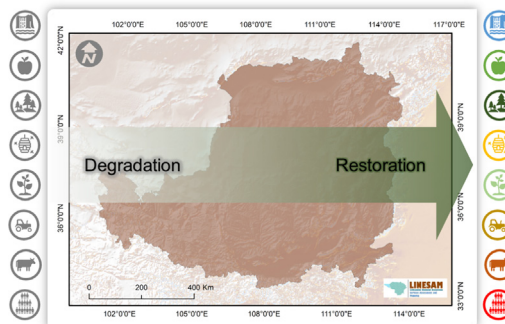 102°0'0"E 105°0'0"E 108°0'0"E 111°0'0"E 114°0'0"E 117°0'0"E
42°0'0"N
N
39°0'0"N
39°0'0"N
Degradation Restoration
36°0'0"N
36°0'0"N
LINESAM
0 200 400 Km
33°0'0"N
102°0'0"E 105°0'0"E 108°0'0"E 111°0'0"E 114°0'0"E